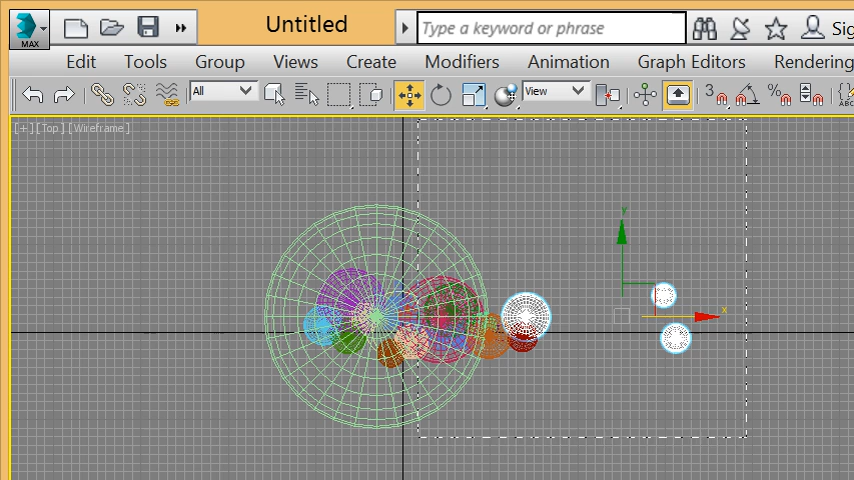 Untitled
Type a keyword or phrase
MAX
Edit Tools Group Views Create Modifiers Animation Graph Editors Rendering
All View 3 %
[+] [Top] [Wireframe]
y
x